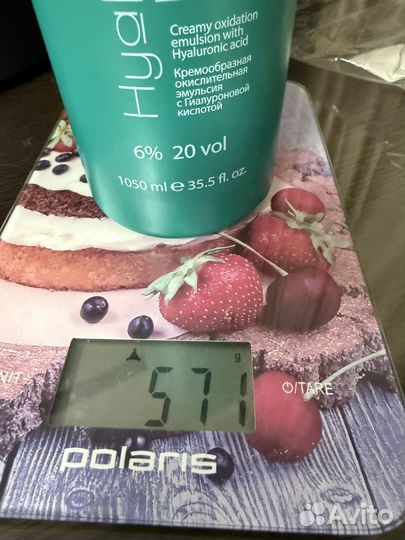 Hyal
Creamy oxidation
emulsion with
Hyaluronic acid
Кремообразная
окислительная
эмульсия
с Гиалуроновой
кислотой
6% 20 vol
1050 ml e 35.5 fl. oz.
g
571
/TARE
polaris
Avito